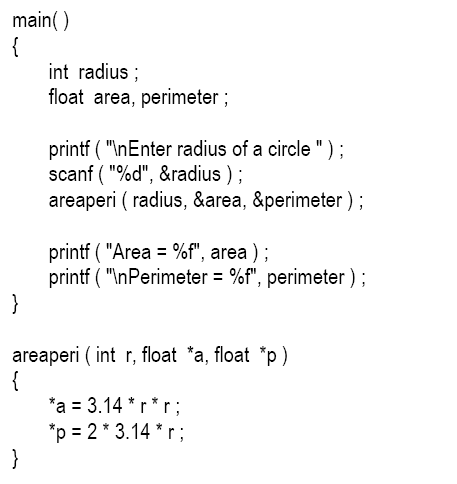 main( )
{
int  radius ;
float  area, perimeter ;
printf ( "\nEnter radius of a circle " ) ;
scanf ( "%d", &radius ) ;
areaperi ( radius, &area, &perimeter ) ;
printf ( "Area = %f", area ) ;
printf ( "\nPerimeter = %f", perimeter ) ;
}
areaperi ( int  r, float  *a, float  *p )
{
*a = 3.14 * r * r ;
*p = 2 * 3.14 * r ;
}